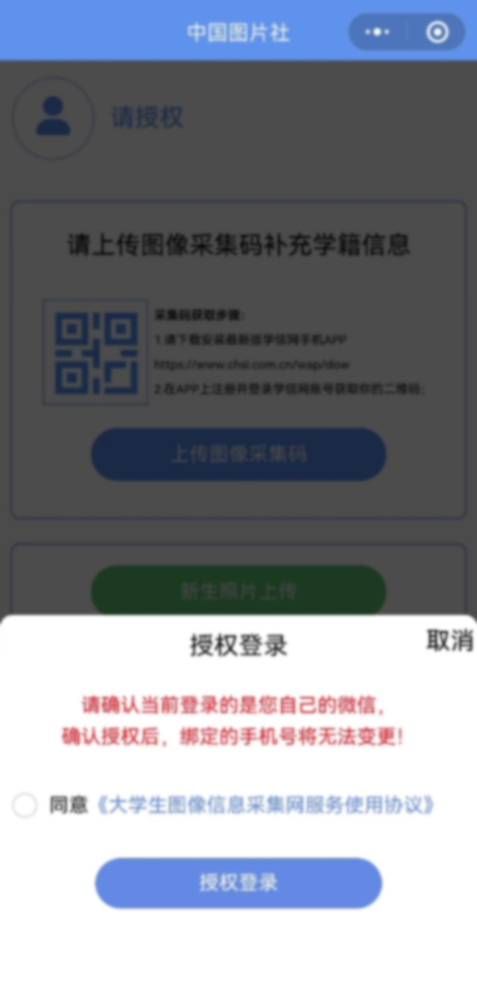 中国图片社
请授权
请上传图像采集码补充学籍信息
采集码获取步骤：
1.请下载安装最新版学信网手机APP
https://www.chsi.com.cn/wap/dow
2.在APP上注册并登录学信网账号获取你的二维码；
上传图像采集码
新生照片上传
授权登录
取消
请确认当前登录的是您自己的微信，
确认授权后，绑定的手机号将无法变更！
同意《大学生图像信息采集网服务使用协议》
授权登录